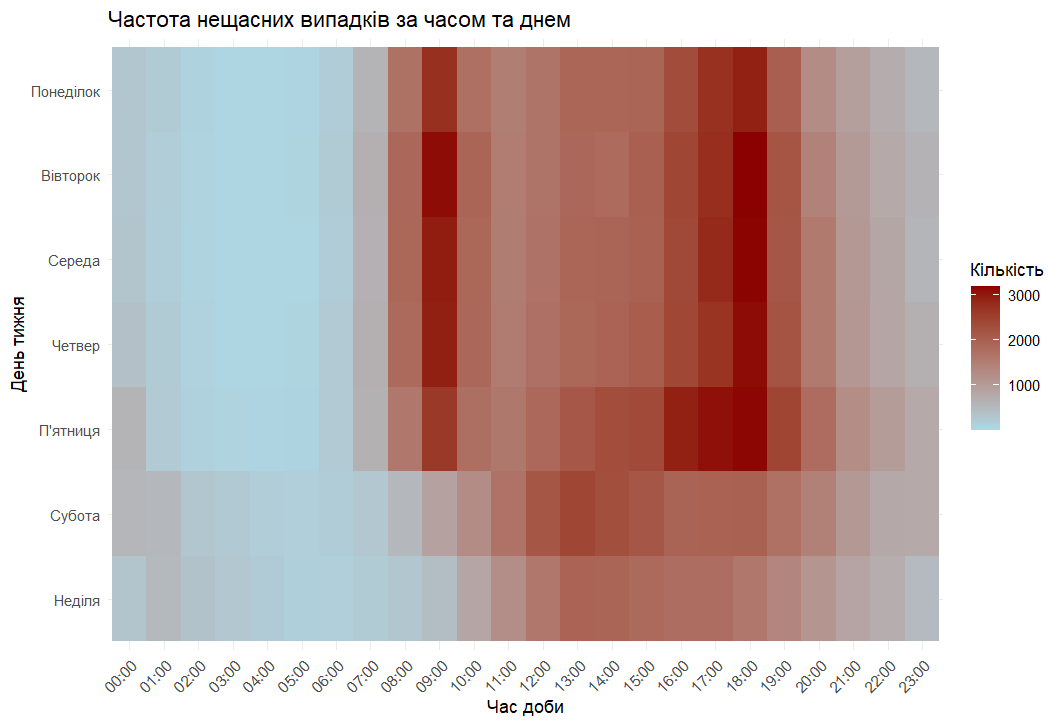 Частота нещасних випадків за часом та днем
Понеділок
Вівторок
Середа
Четвер
П'ятниця
Субота
Неділя
День тижня
00:00 01:00 02:00 03:00 04:00 05:00 06:00 07:00 08:00 09:00 10:00 11:00 12:00 13:00 14:00 15:00 16:00 17:00 18:00 19:00 20:00 21:00 22:00 23:00
Час доби
Кількість
3000
2000
1000